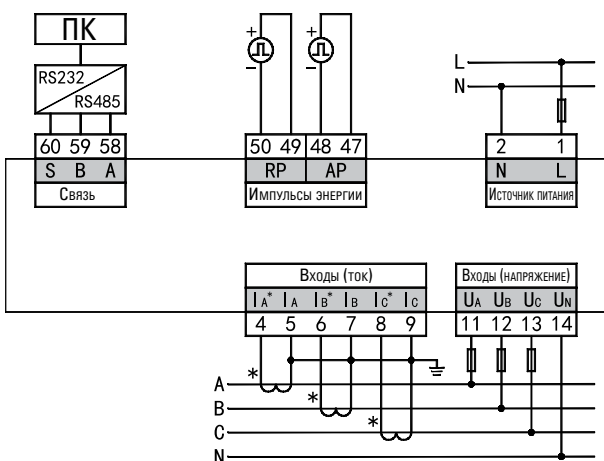 ПК
RS232
RS485
+
−
+
−
L
N
60 59 58
S B A
Связь
50 49 48 47
RP AP
Импульсы энергии
2 1
N L
Источник питания
Входы (ток)
IA* IA IB* IB IC* IC
4 5 6 7 8 9
Входы (напряжение)
UA UB UC UN
11 12 13 14
*
A
*
B
*
C
N